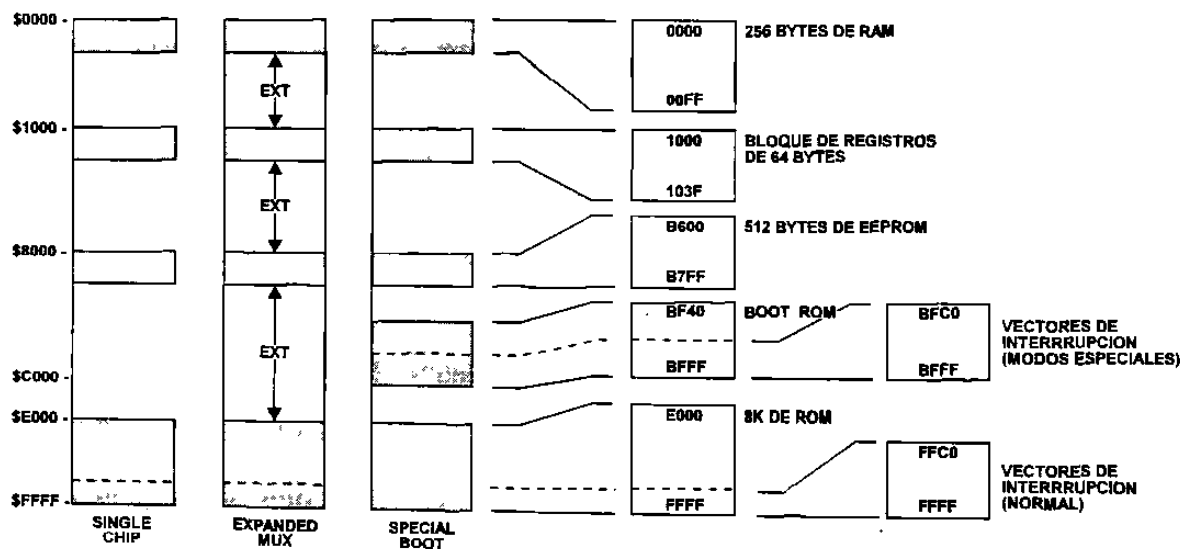 $0000
$1000
$8000
$C000
$E000
$FFFF
SINGLE
CHIP
EXT
EXT
EXT
EXPANDED
MUX
SPECIAL
BOOT
0000
00FF
256 BYTES DE RAM
1000
103F
BLOQUE DE REGISTROS
DE 64 BYTES
B600
B7FF
512 BYTES DE EEPROM
BF40
BFFF
BOOT ROM
BFC0
BFFF
VECTORES DE
INTERRRUPCION
(MODOS ESPECIALES)
E000
FFFF
8K DE ROM
FFC0
FFFF
VECTORES DE
INTERRRUPCION
(NORMAL)